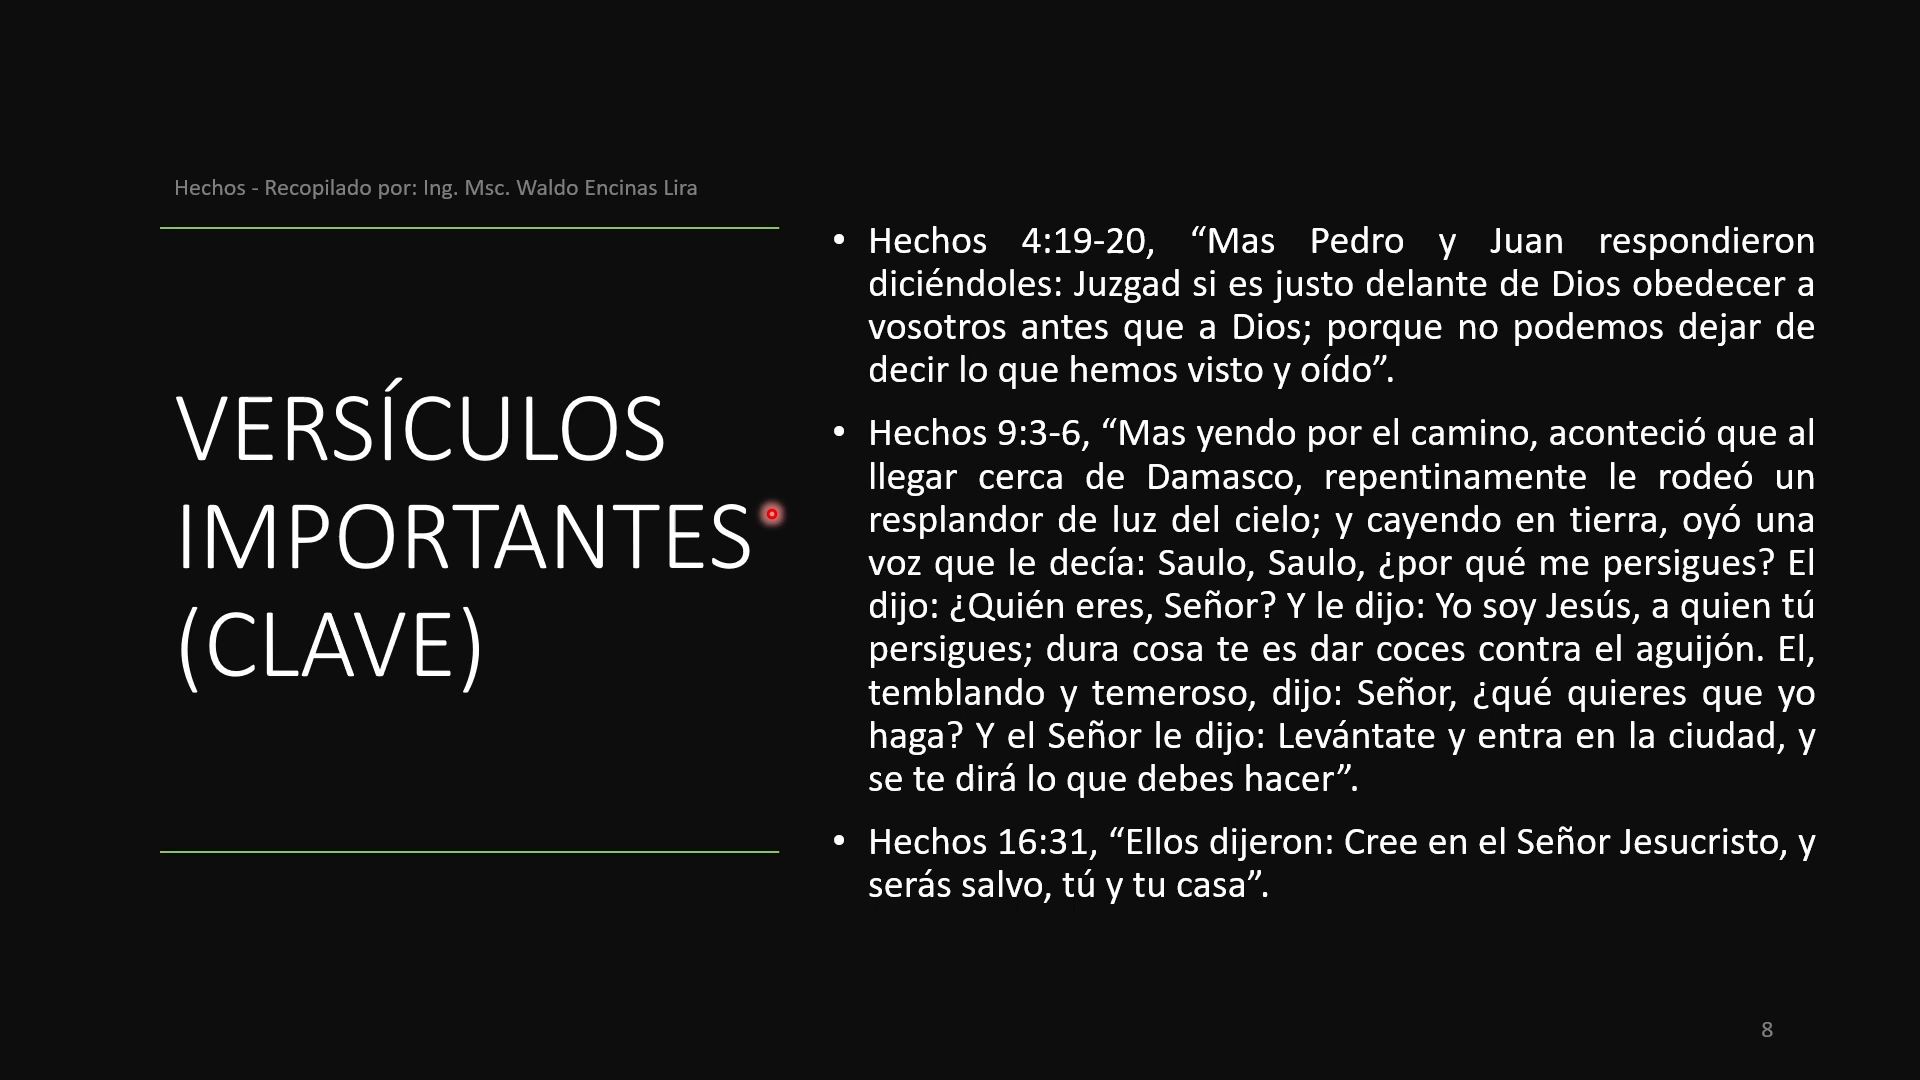 Hechos - Recopilado por: Ing. Msc. Waldo Encinas Lira
VERSÍCULOS
IMPORTANTES
(CLAVE)
• Hechos 4:19-20, “Mas Pedro y Juan respondieron
diciéndoles: Juzgad si es justo delante de Dios obedecer a
vosotros antes que a Dios; porque no podemos dejar de
decir lo que hemos visto y oído”.
• Hechos 9:3-6, “Mas yendo por el camino, aconteció que al
llegar cerca de Damasco, repentinamente le rodeó un
resplandor de luz del cielo; y cayendo en tierra, oyó una
voz que le decía: Saulo, Saulo, ¿por qué me persigues? El
dijo: ¿Quién eres, Señor? Y le dijo: Yo soy Jesús, a quien tú
persigues; dura cosa te es dar coces contra el aguijón. El,
temblando y temeroso, dijo: Señor, ¿qué quieres que yo
haga? Y el Señor le dijo: Levántate y entra en la ciudad, y
se te dirá lo que debes hacer”.
• Hechos 16:31, “Ellos dijeron: Cree en el Señor Jesucristo, y
serás salvo, tú y tu casa”.
8